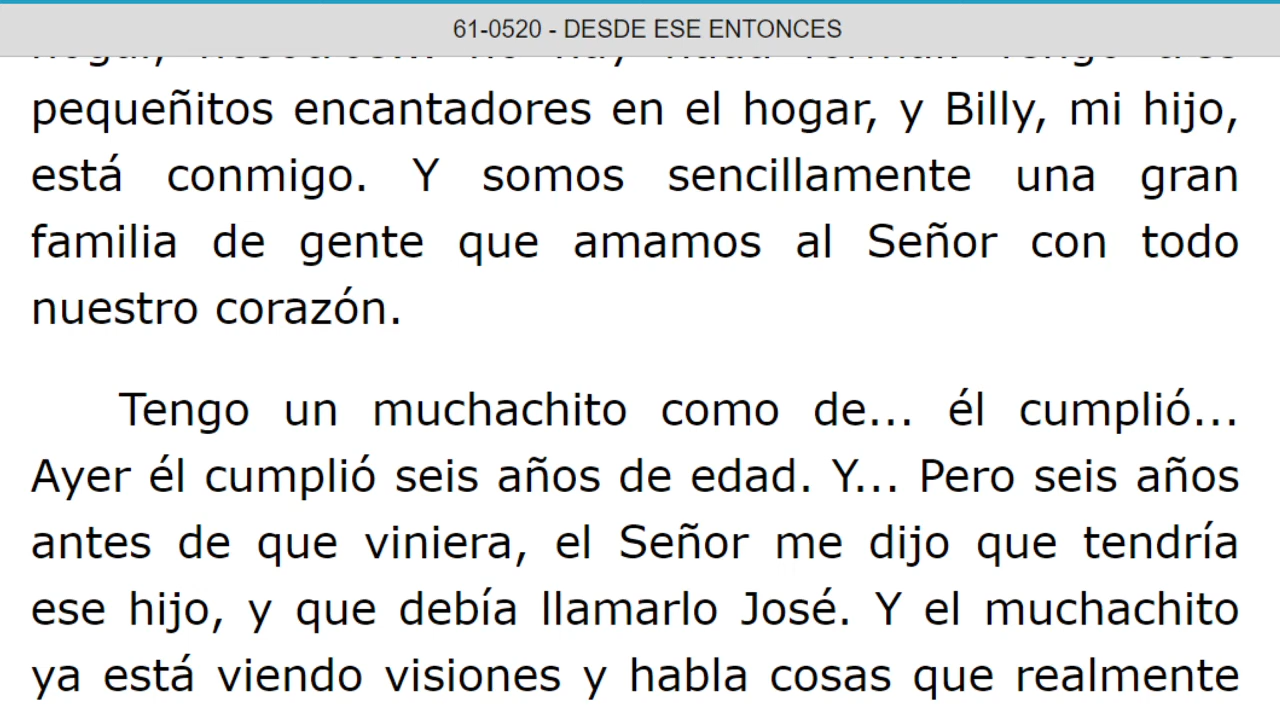 61-0520 - DESDE ESE ENTONCES
pequeñitos encantadores en el hogar, y Billy, mi hijo,
está conmigo. Y somos sencillamente una gran
familia de gente que amamos al Señor con todo
nuestro corazón.
Tengo un muchachito como de... él cumplió...
Ayer él cumplió seis años de edad. Y... Pero seis años
antes de que viniera, el Señor me dijo que tendría
ese hijo, y que debía llamarlo José. Y el muchachito
ya está viendo visiones y habla cosas que realmente